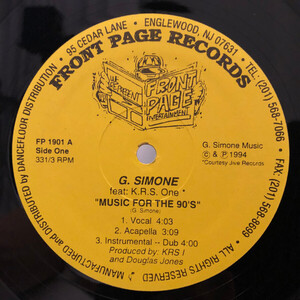 95 CEDAR LANE • ENGLEWOOD, NJ 07631 •
TEL: (201) 568-7066 •
FAX: (201) 568-8699
• MANUFACTURED and Distributed by DANCEFLOOR DISTRIBUTION •
ALL RIGHTS RESERVED
FRONT PAGE RECORDS
WE REPRESENT
FRONT
PAGE
ENTERTAINMENT
FP 1901 A
Side One
331/3 RPM
G. Simone Music
© & ℗ 1994
*Courtesy Jive Records
G. SIMONE
feat: K.R.S. One *
"MUSIC FOR THE 90'S"
(G. Simone)
1. Vocal 4:03
2. Acapella 3:09
3. Instrumental -- Dub 4:00
Produced by: KRS I
and Douglas Jones